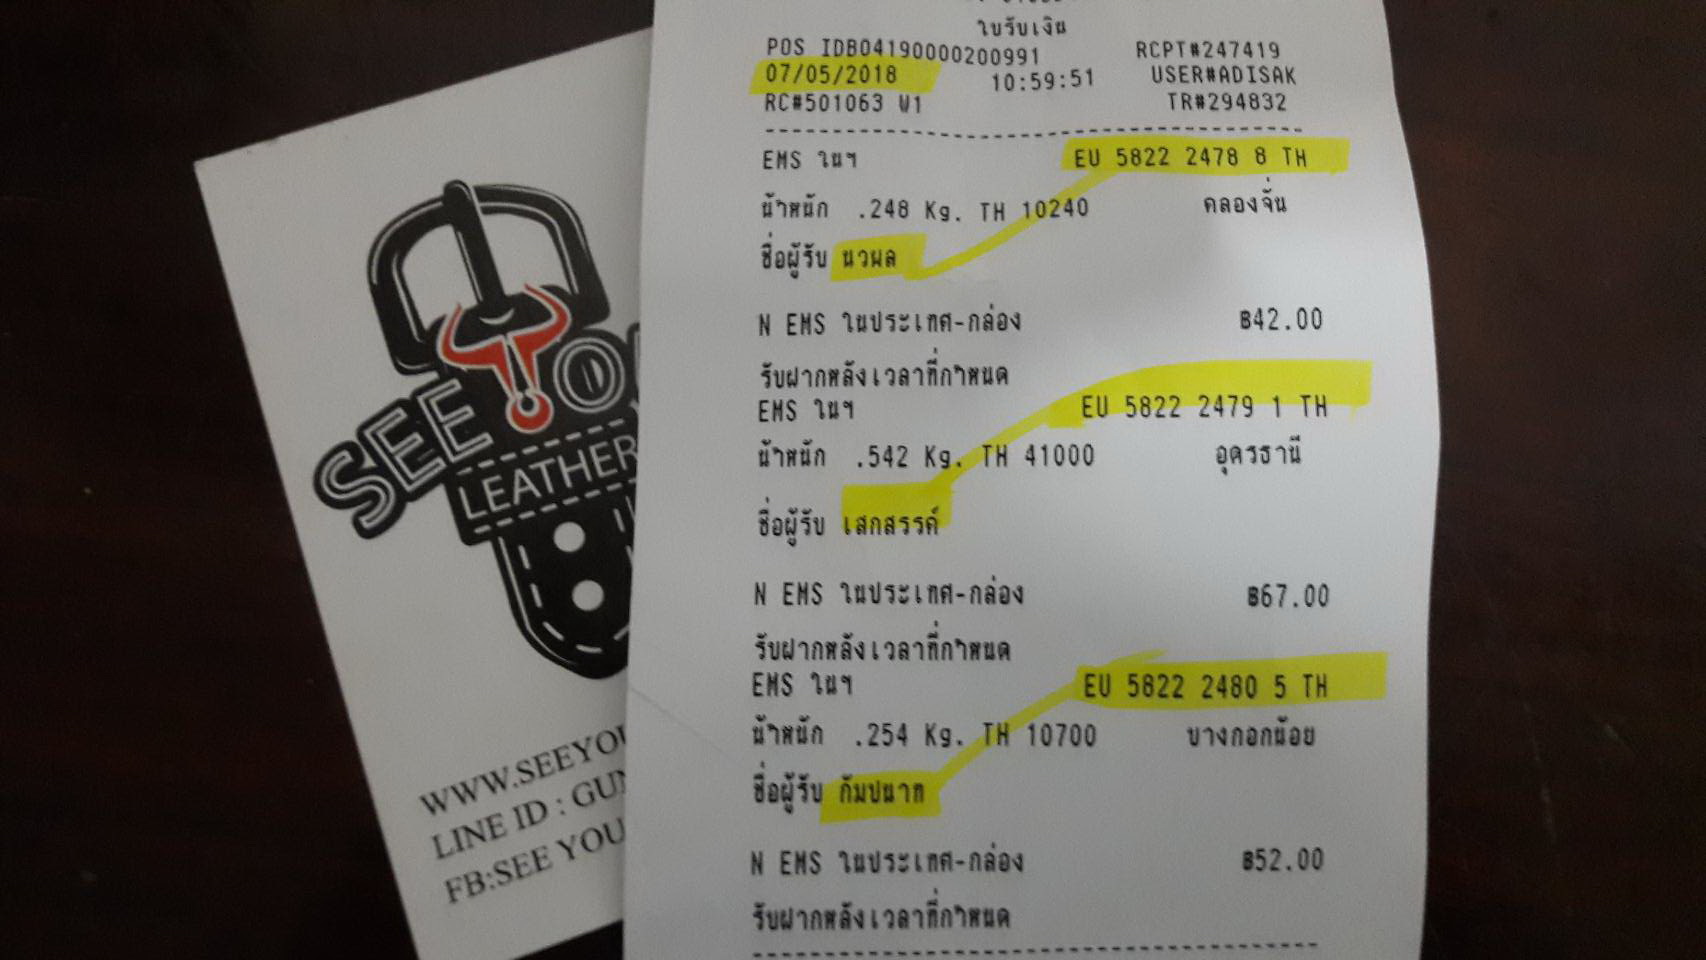 ใบรับเงิน
POS IDB04190000200991 RCPT#247419
07/05/2018 10:59:51 USER#ADISAK
RC#501063 W1 TR#294832
EMS ในฯ EU 5822 2478 8 TH
น้ำหนัก .248 Kg. TH 10240 คลองจั่น
ชื่อผู้รับ นวพล
N EMS ในประเทศ-กล่อง ฿42.00
รับฝากหลังเวลาที่กำหนด
EMS ในฯ EU 5822 2479 1 TH
น้ำหนัก .542 Kg. TH 41000 อุดรธานี
ชื่อผู้รับ เสกสรรค์
N EMS ในประเทศ-กล่อง ฿67.00
รับฝากหลังเวลาที่กำหนด
EMS ในฯ EU 5822 2480 5 TH
น้ำหนัก .254 Kg. TH 10700 บางกอกน้อย
ชื่อผู้รับ กัมปนาท
N EMS ในประเทศ-กล่อง ฿52.00
รับฝากหลังเวลาที่กำหนด
SEE
LEATHER
WWW.SEEYOU
LINE ID : GUN
FB:SEE YOU